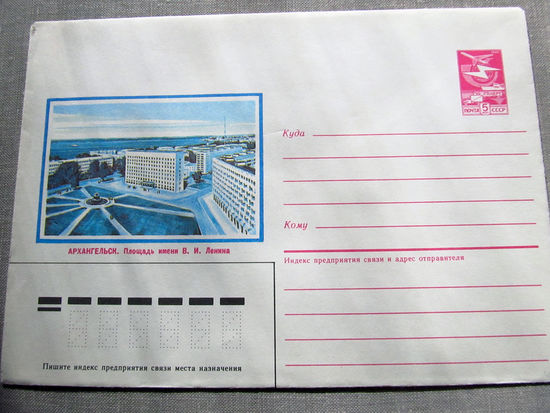 ПОЧТА 5 СССР
Куда
Кому
АРХАНГЕЛЬСК. Площадь имени В. И. Ленина
Индекс предприятия связи и адрес отправителя
Пишите индекс предприятия связи места назначения